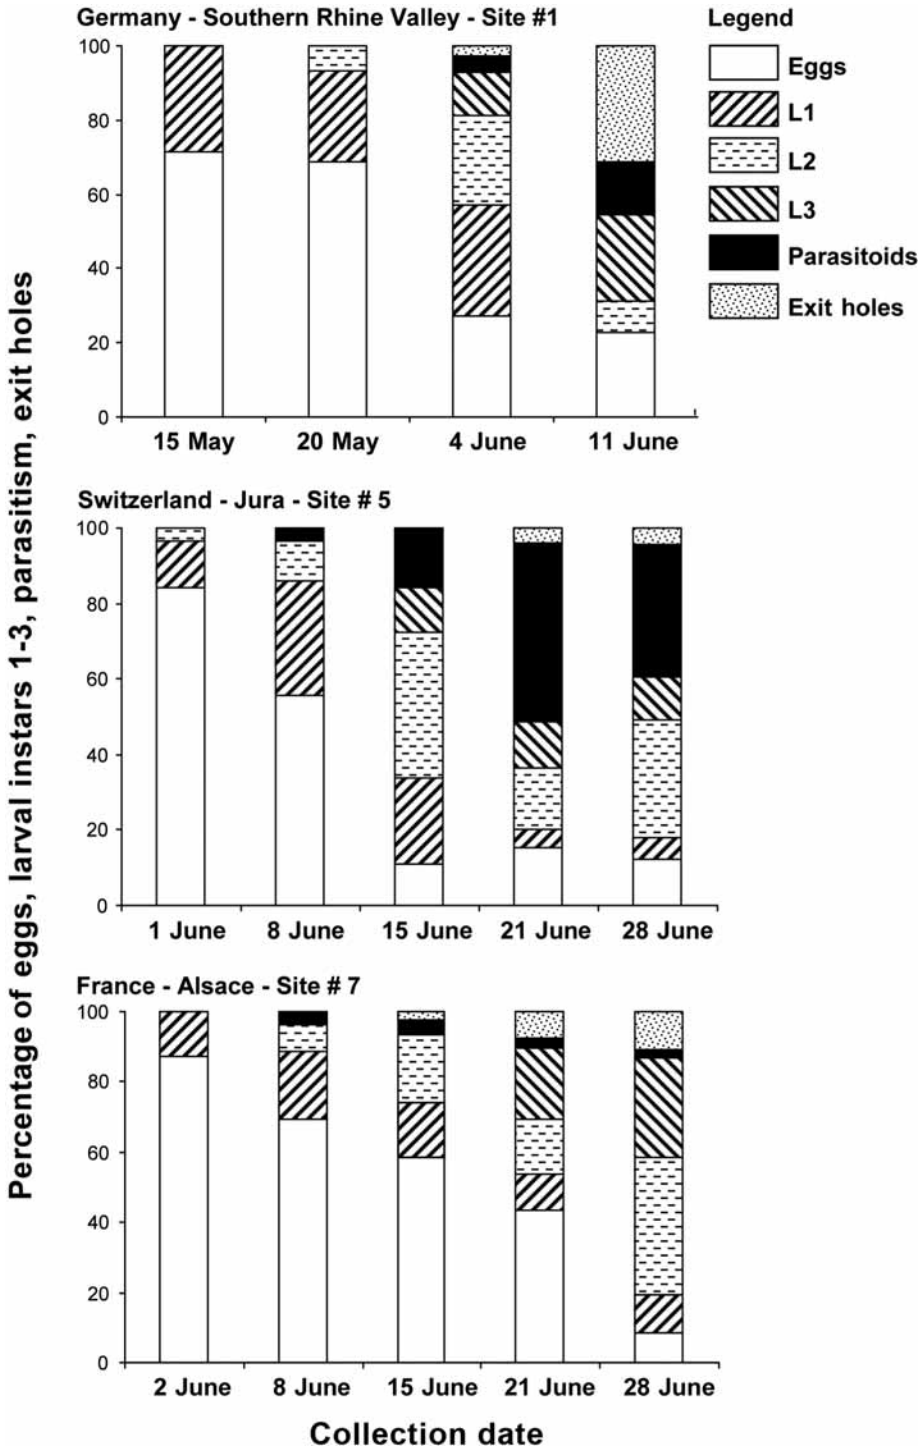 Germany - Southern Rhine Valley - Site #1
Legend
Eggs
L1
L2
L3
Parasitoids
Exit holes
100
80
60
40
20
0
15 May 20 May 4 June 11 June
Switzerland - Jura - Site # 5
100
80
60
40
20
0
1 June 8 June 15 June 21 June 28 June
France - Alsace - Site # 7
100
80
60
40
20
0
2 June 8 June 15 June 21 June 28 June
Collection date
Percentage of eggs, larval instars 1-3, parasitism, exit holes